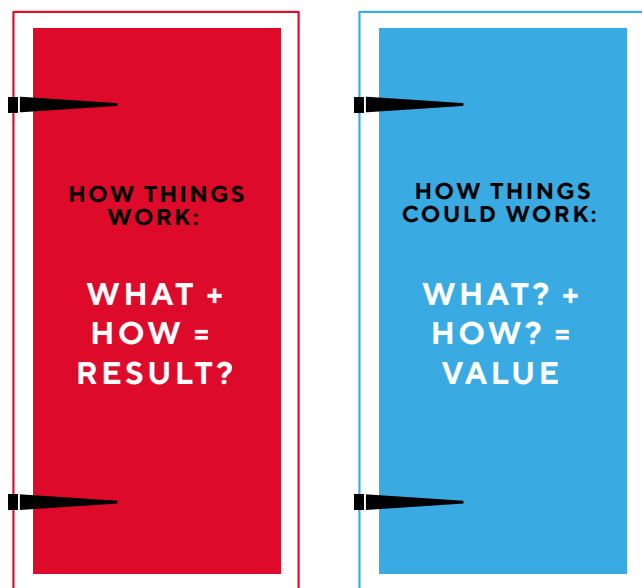 HOW THINGS
WORK:
WHAT +
HOW =
RESULT?
HOW THINGS
COULD WORK:
WHAT? +
HOW? =
VALUE